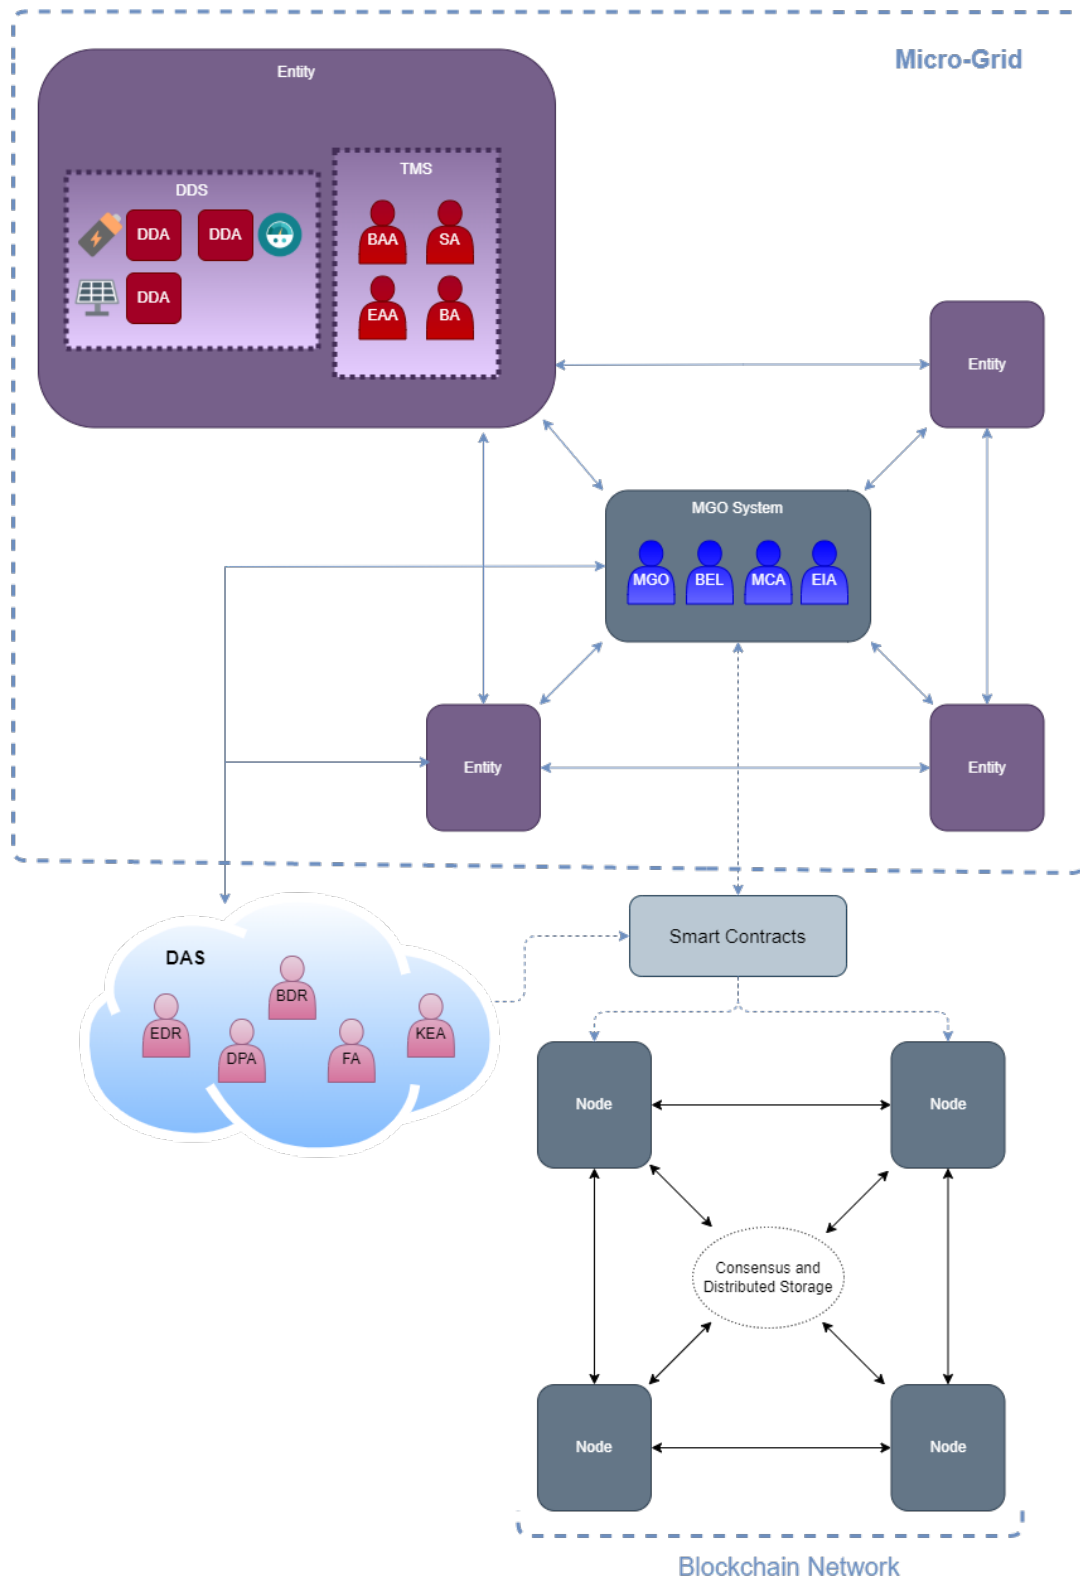 Micro-Grid
Entity
DDS
DDA
DDA
DDA
TMS
BAA
SA
EAA
BA
Entity
MGO System
MGO
BEL
MCA
EIA
Entity
Entity
DAS
BDR
EDR
DPA
FA
KEA
Smart Contracts
Node
Node
Consensus and
Distributed Storage
Node
Node
Blockchain Network